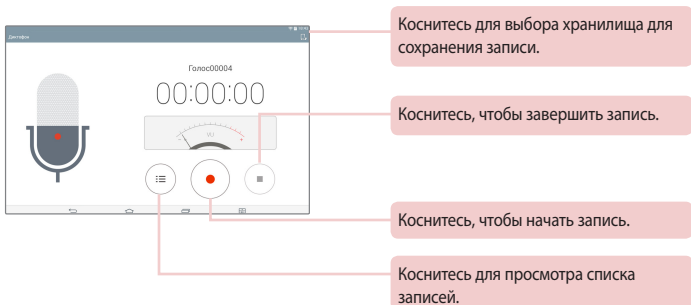 Диктофон
Голос00004
00:00:00
VU
Коснитесь для выбора хранилища для
сохранения записи.
Коснитесь, чтобы завершить запись.
Коснитесь, чтобы начать запись.
Коснитесь для просмотра списка
записей.